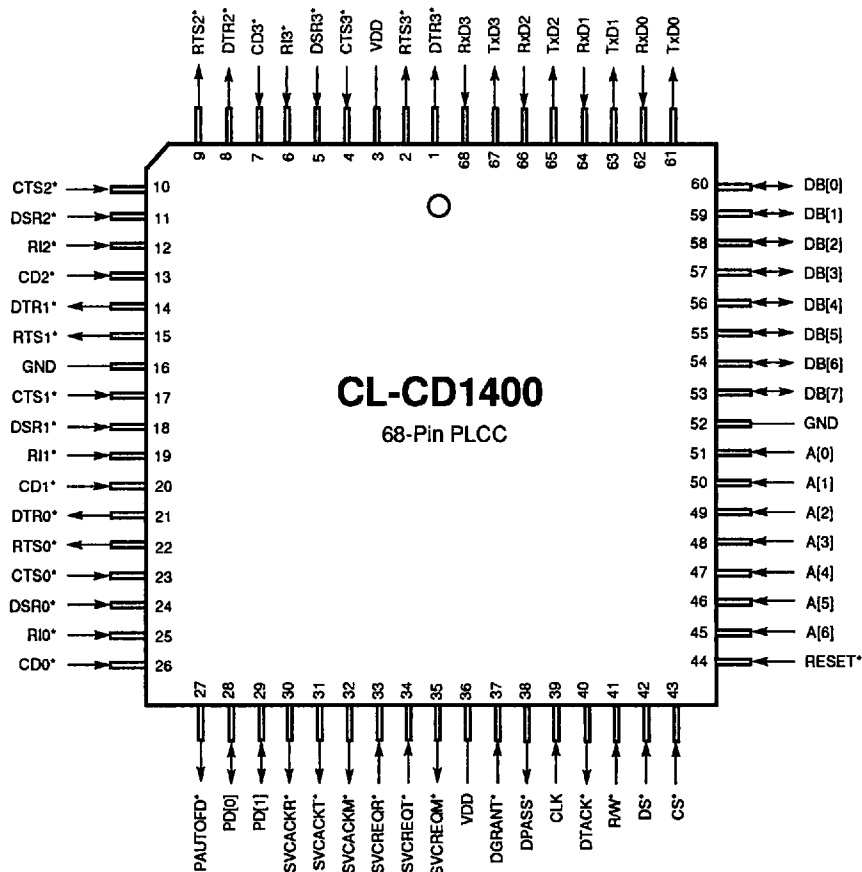 RTS2*
DTR2*
CD3*
RI3*
DSR3*
CTS3*
VDD
RTS3*
DTR3*
RxD3
TxD3
RxD2
TxD2
RxD1
TxD1
RxD0
TxD0
9
8
7
6
5
4
3
2
1
68
67
66
65
64
63
62
61
CTS2* 10
DSR2* 11
RI2* 12
CD2* 13
DTR1* 14
RTS1* 15
GND 16
CTS1* 17
DSR1* 18
RI1* 19
CD1* 20
DTR0* 21
RTS0* 22
CTS0* 23
DSR0* 24
RI0* 25
CD0* 26
CL-CD1400
68-Pin PLCC
60 DB[0]
59 DB[1]
58 DB[2]
57 DB[3]
56 DB[4]
55 DB[5]
54 DB[6]
53 DB[7]
52 GND
51 A[0]
50 A[1]
49 A[2]
48 A[3]
47 A[4]
46 A[5]
45 A[6]
44 RESET*
27
28
29
30
31
32
33
34
35
36
37
38
39
40
41
42
43
PAUTOFD*
PD[0]
PD[1]
SVCACKR*
SVCACKT*
SVCACKM*
SVCREQR*
SVCREQT*
SVCREQM*
VDD
DGRANT*
DPASS*
CLK
DTACK*
R/W*
DS*
CS*